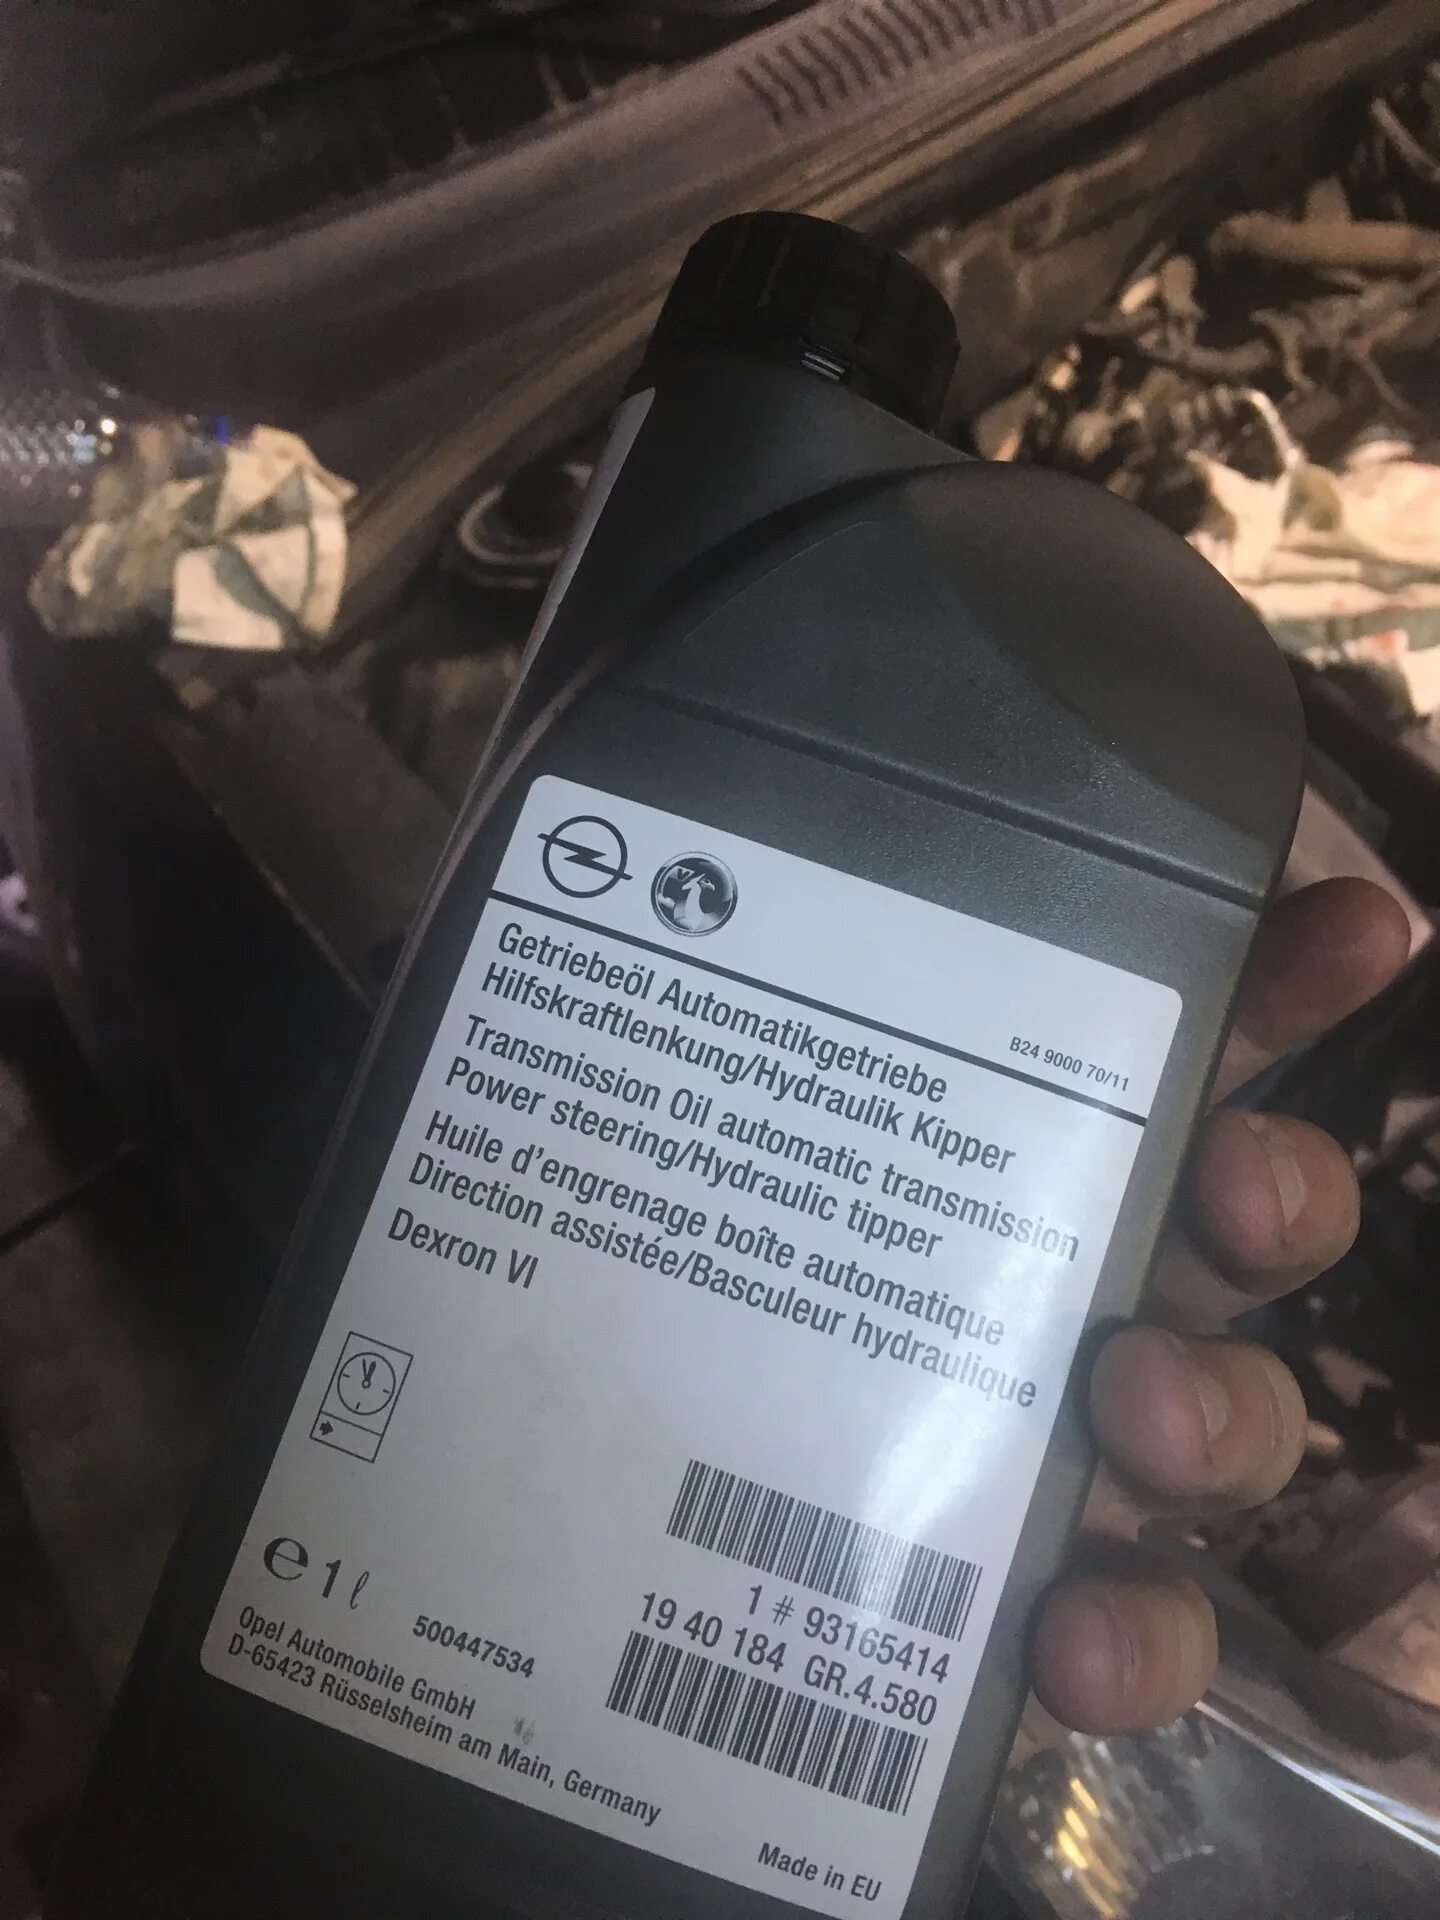 Getriebeöl Automatikgetriebe
Hilfskraftlenkung/Hydraulik Kipper
B24 9000 70/11
Transmission Oil automatic transmission
Power steering/Hydraulic tipper
Huile d'engrenage boîte automatique
Direction assistée/Basculeur hydraulique
Dexron VI
1 # 93165414
19 40 184 GR.4.580
e 1 ℓ
500447534
Opel Automobile GmbH
D-65423 Rüsselsheim am Main, Germany
Made in EU